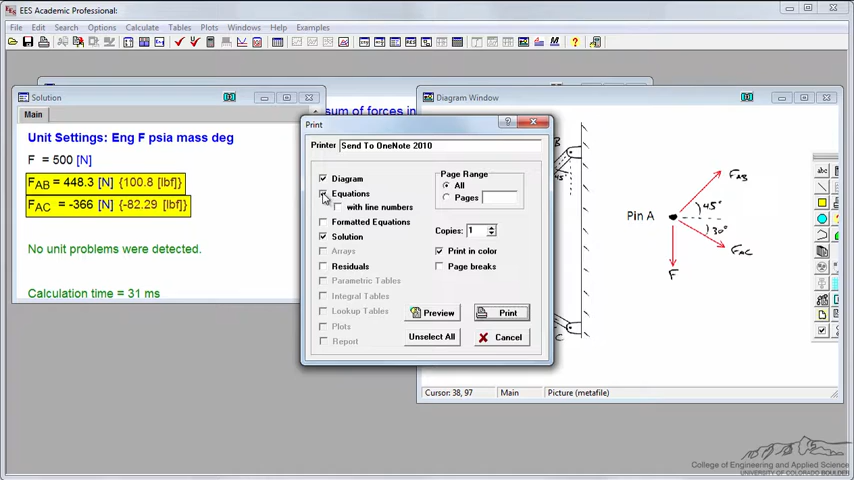 EES Academic Professional:
File Edit Search Options Calculate Tables Plots Windows Help Examples
Solution
Main
Unit Settings: Eng F psia mass deg
F = 500 [N]
FAB = 448.3 [N] {100.8 [lbf]}
FAC = -366 [N] {-82.29 [lbf]}
No unit problems were detected.
Calculation time = 31 ms
sum of forces in
Print
Printer Send To OneNote 2010
Diagram
Equations
with line numbers
Formatted Equations
Solution
Arrays
Residuals
Parametric Tables
Integral Tables
Lookup Tables
Plots
Report
Page Range
All
Pages
Copies: 1
Print in color
Page breaks
Preview
Print
Unselect All
Cancel
Diagram Window
B
45°
C
Pin A
FAB
45°
30°
FAC
F
abc
Cursor: 38, 97 Main Picture (metafile)
College of Engineering and Applied Science
UNIVERSITY OF COLORADO BOULDER